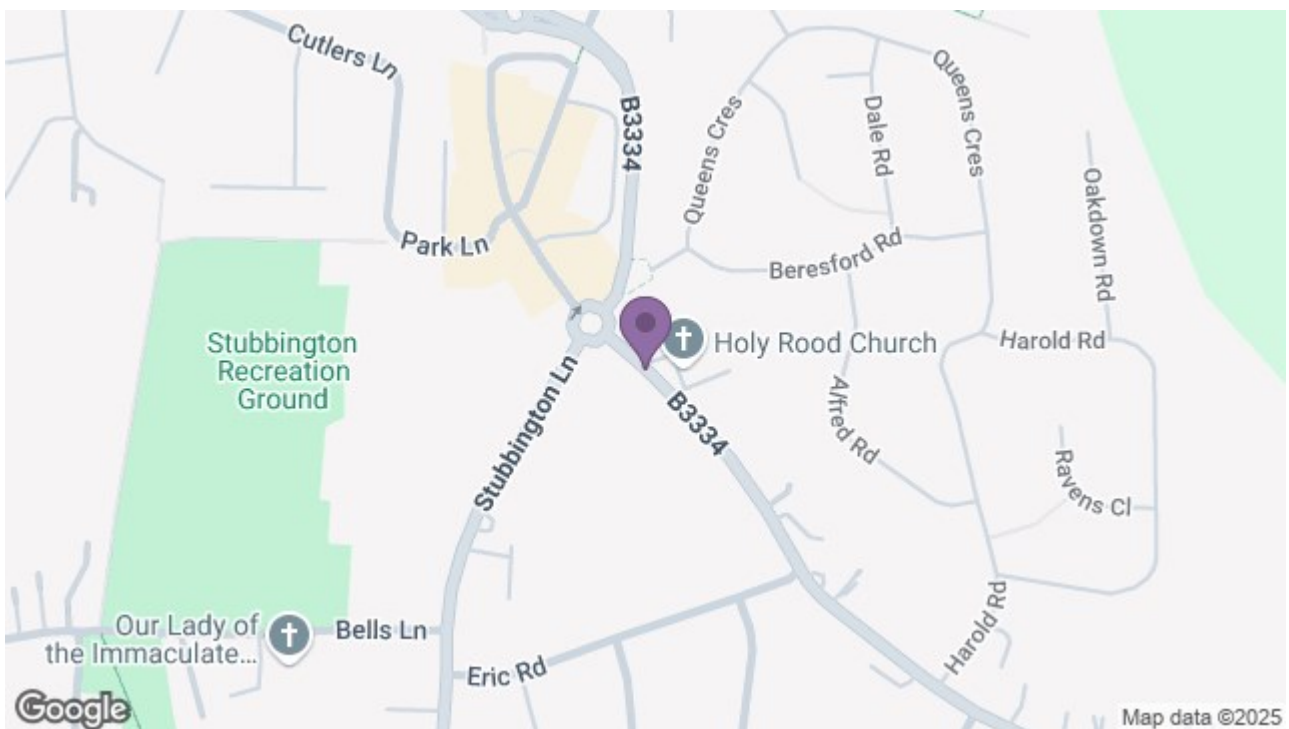 Cutlers Ln
B3334
Queens Cres
Queens Cres
Dale Rd
Oakdown Rd
Park Ln
Beresford Rd
Stubbington
Recreation
Ground
Holy Rood Church
Harold Rd
Stubbington Ln
B3334
Alfred Rd
Ravens Cl
Our Lady of
the Immaculate...
Bells Ln
Eric Rd
Harold Rd
Google
Map data ©2025